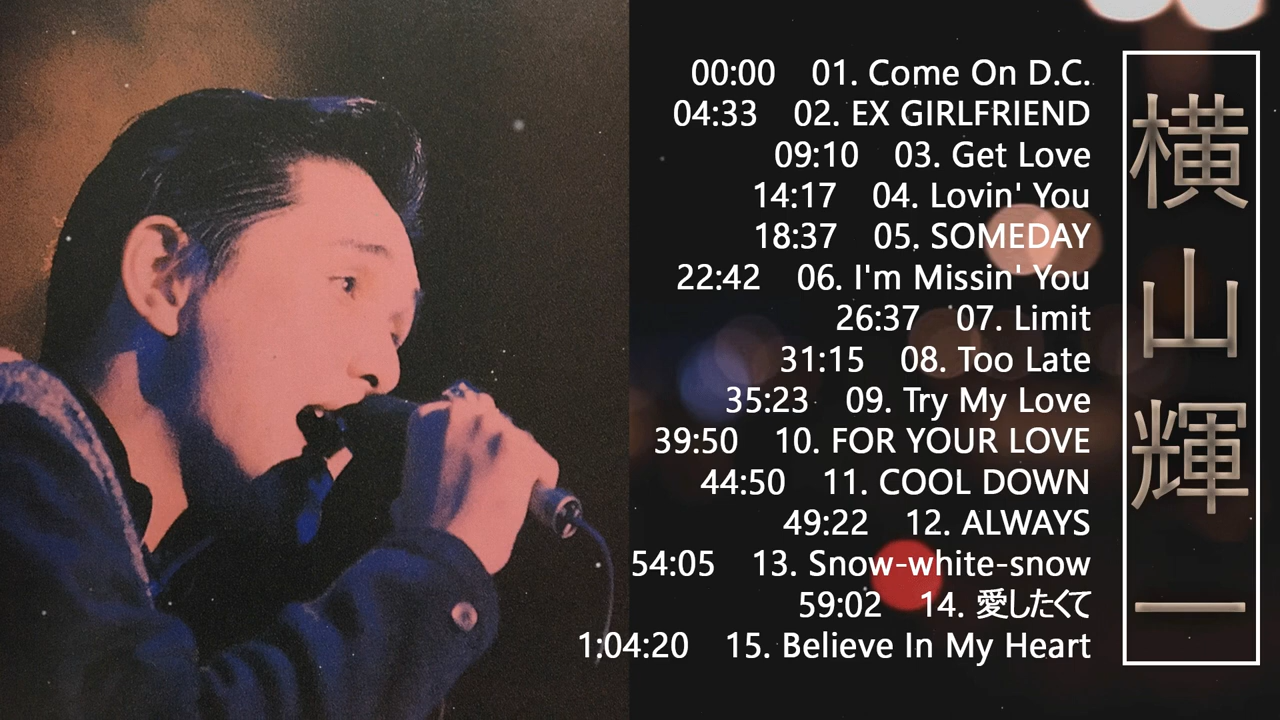 00:00 01. Come On D.C.
04:33 02. EX GIRLFRIEND
09:10 03. Get Love
14:17 04. Lovin' You
18:37 05. SOMEDAY
22:42 06. I'm Missin' You
26:37 07. Limit
31:15 08. Too Late
35:23 09. Try My Love
39:50 10. FOR YOUR LOVE
44:50 11. COOL DOWN
49:22 12. ALWAYS
54:05 13. Snow-white-snow
59:02 14. 愛したくて
1:04:20 15. Believe In My Heart
横山輝一